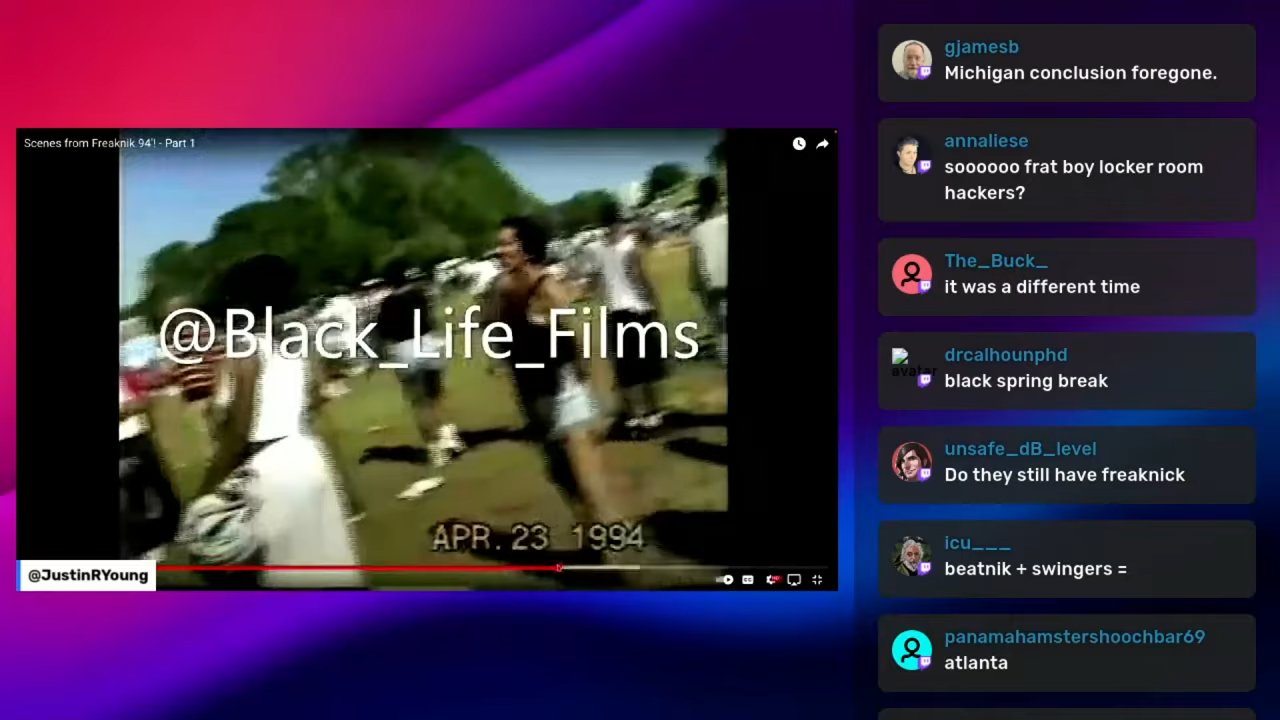 Scenes from Freaknik 94'! - Part 1
@Black_Life_Films
APR. 23 1994
@JustinRYoung
gjamesb
Michigan conclusion foregone.
annaliese
soooooo frat boy locker room
hackers?
The_Buck_
it was a different time
drcalhounphd
avatar
black spring break
unsafe_dB_level
Do they still have freaknick
icu___
beatnik + swingers =
panamahamstershoochbar69
atlanta